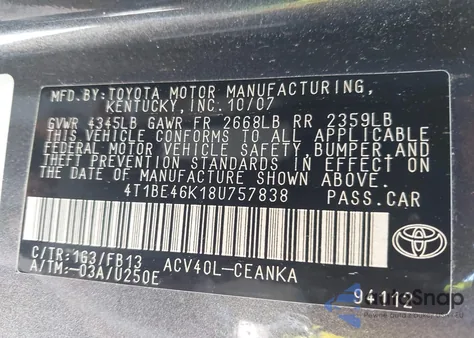 MFD.BY:TOYOTA MOTOR MANUFACTURING,
KENTUCKY,INC.10/07
GVWR 4345LB GAWR FR 2668LB RR 2359LB
THIS VEHICLE CONFORMS TO ALL APPLICABLE
FEDERAL MOTOR VEHICLE SAFETY,BUMPER,AND
THEFT PREVENTION STANDARDS IN EFFECT ON
THE DATE OF MANUFACTURE SHOWN ABOVE.
4T1BE46K18U757838 PASS.CAR
C/TR:1G3/FB13 ACV40L-CEANKA
A/TM:-03A/U250E
TOYOTA
94112
AutoSnap